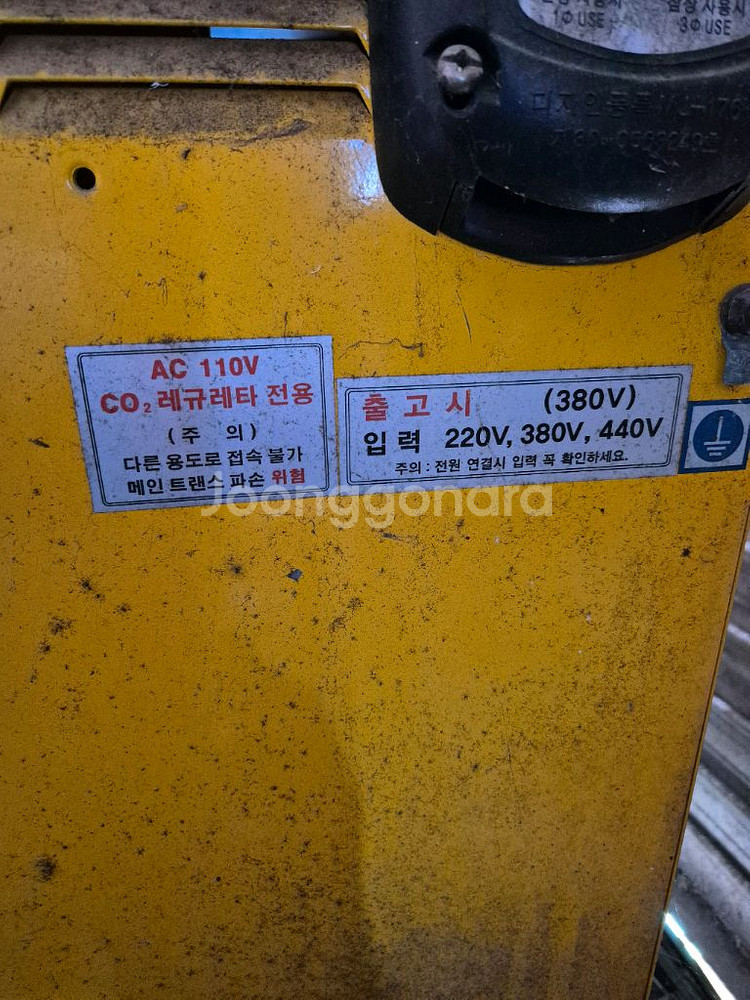 1Φ USE
3Φ USE
AC 110V
CO₂ 레규레타 전용
(주 의)
다른 용도로 접속 불가
메인 트랜스 파손 위험
출 고 시 (380V)
입 력 220V, 380V, 440V
주의 : 전원 연결시 입력 꼭 확인하세요.
Joonggonara